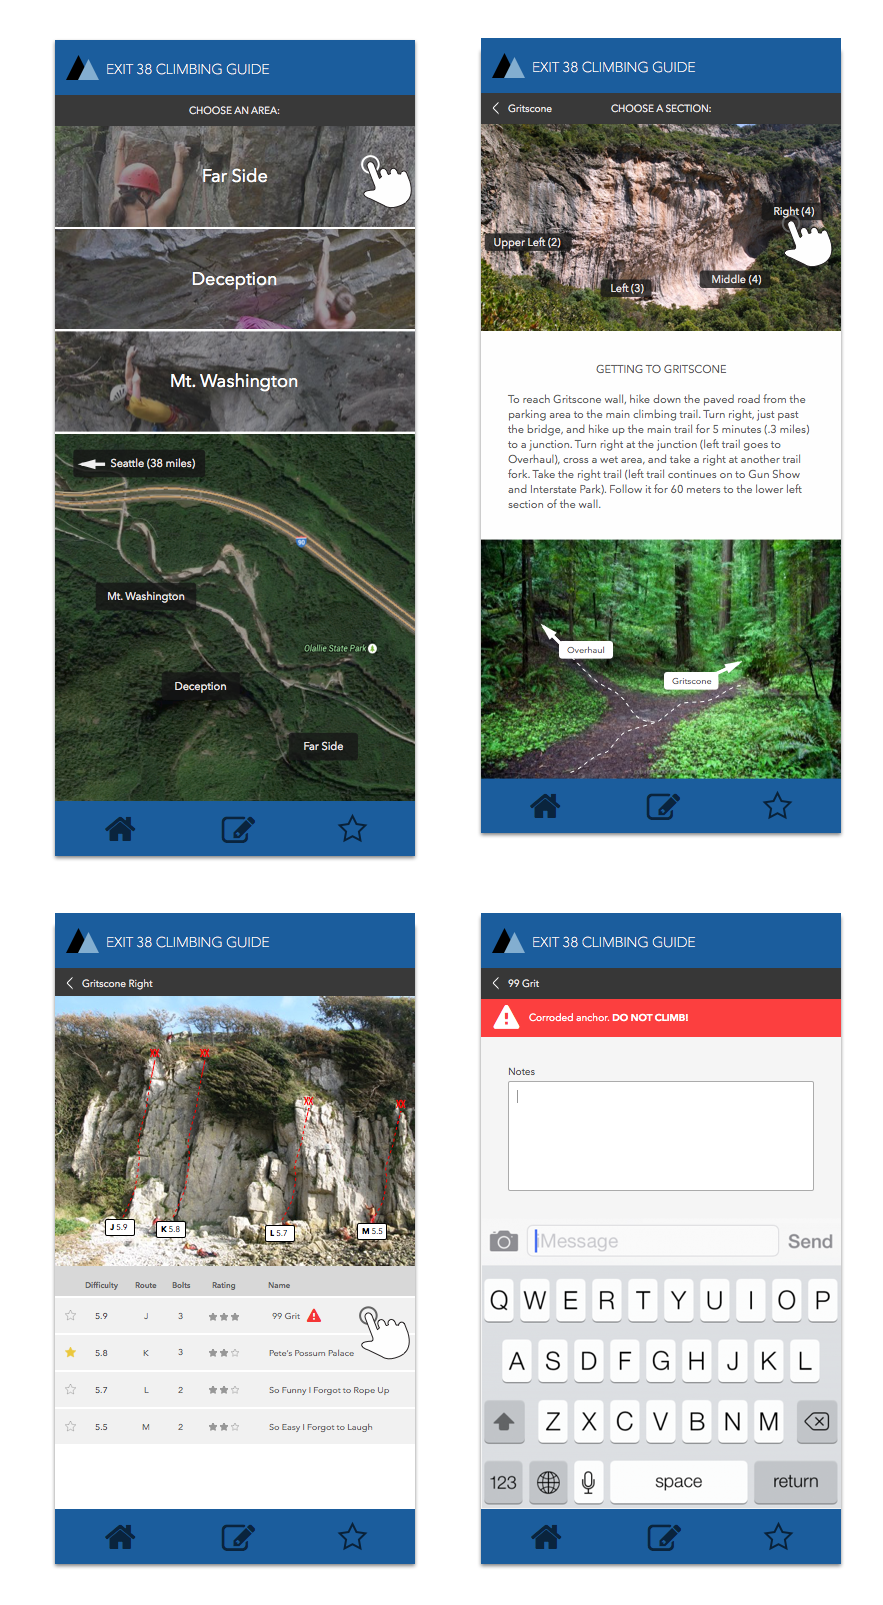 EXIT 38 CLIMBING GUIDE
CHOOSE AN AREA:
Far Side
Deception
Mt. Washington
Seattle (38 miles)
90
Mt. Washington
Olallie State Park
Deception
Far Side
EXIT 38 CLIMBING GUIDE
Gritscone
CHOOSE A SECTION:
Right (4)
Upper Left (2)
Middle (4)
Left (3)
GETTING TO GRITSCONE
To reach Gritscone wall, hike down the paved road from the
parking area to the main climbing trail. Turn right, just past
the bridge, and hike up the main trail for 5 minutes (.3 miles)
to a junction. Turn right at the junction (left trail goes to
Overhaul), cross a wet area, and take a right at another trail
fork. Take the right trail (left trail continues on to Gun Show
and Interstate Park). Follow it for 60 meters to the lower left
section of the wall.
Overhaul
Gritscone
EXIT 38 CLIMBING GUIDE
Gritscone Right
XX
XX
XX
XX
J 5.9
K 5.8
L 5.7
M 5.5
Difficulty Route Bolts Rating Name
5.9 J 3 99 Grit
5.8 K 3 Pete's Possum Palace
5.7 L 2 So Funny I Forgot to Rope Up
5.5 M 2 So Easy I Forgot to Laugh
EXIT 38 CLIMBING GUIDE
99 Grit
Corroded anchor. DO NOT CLIMB!
Notes
iMessage
Send
Q W E R T Y U I O P
A S D F G H J K L
Z X C V B N M
123 space return